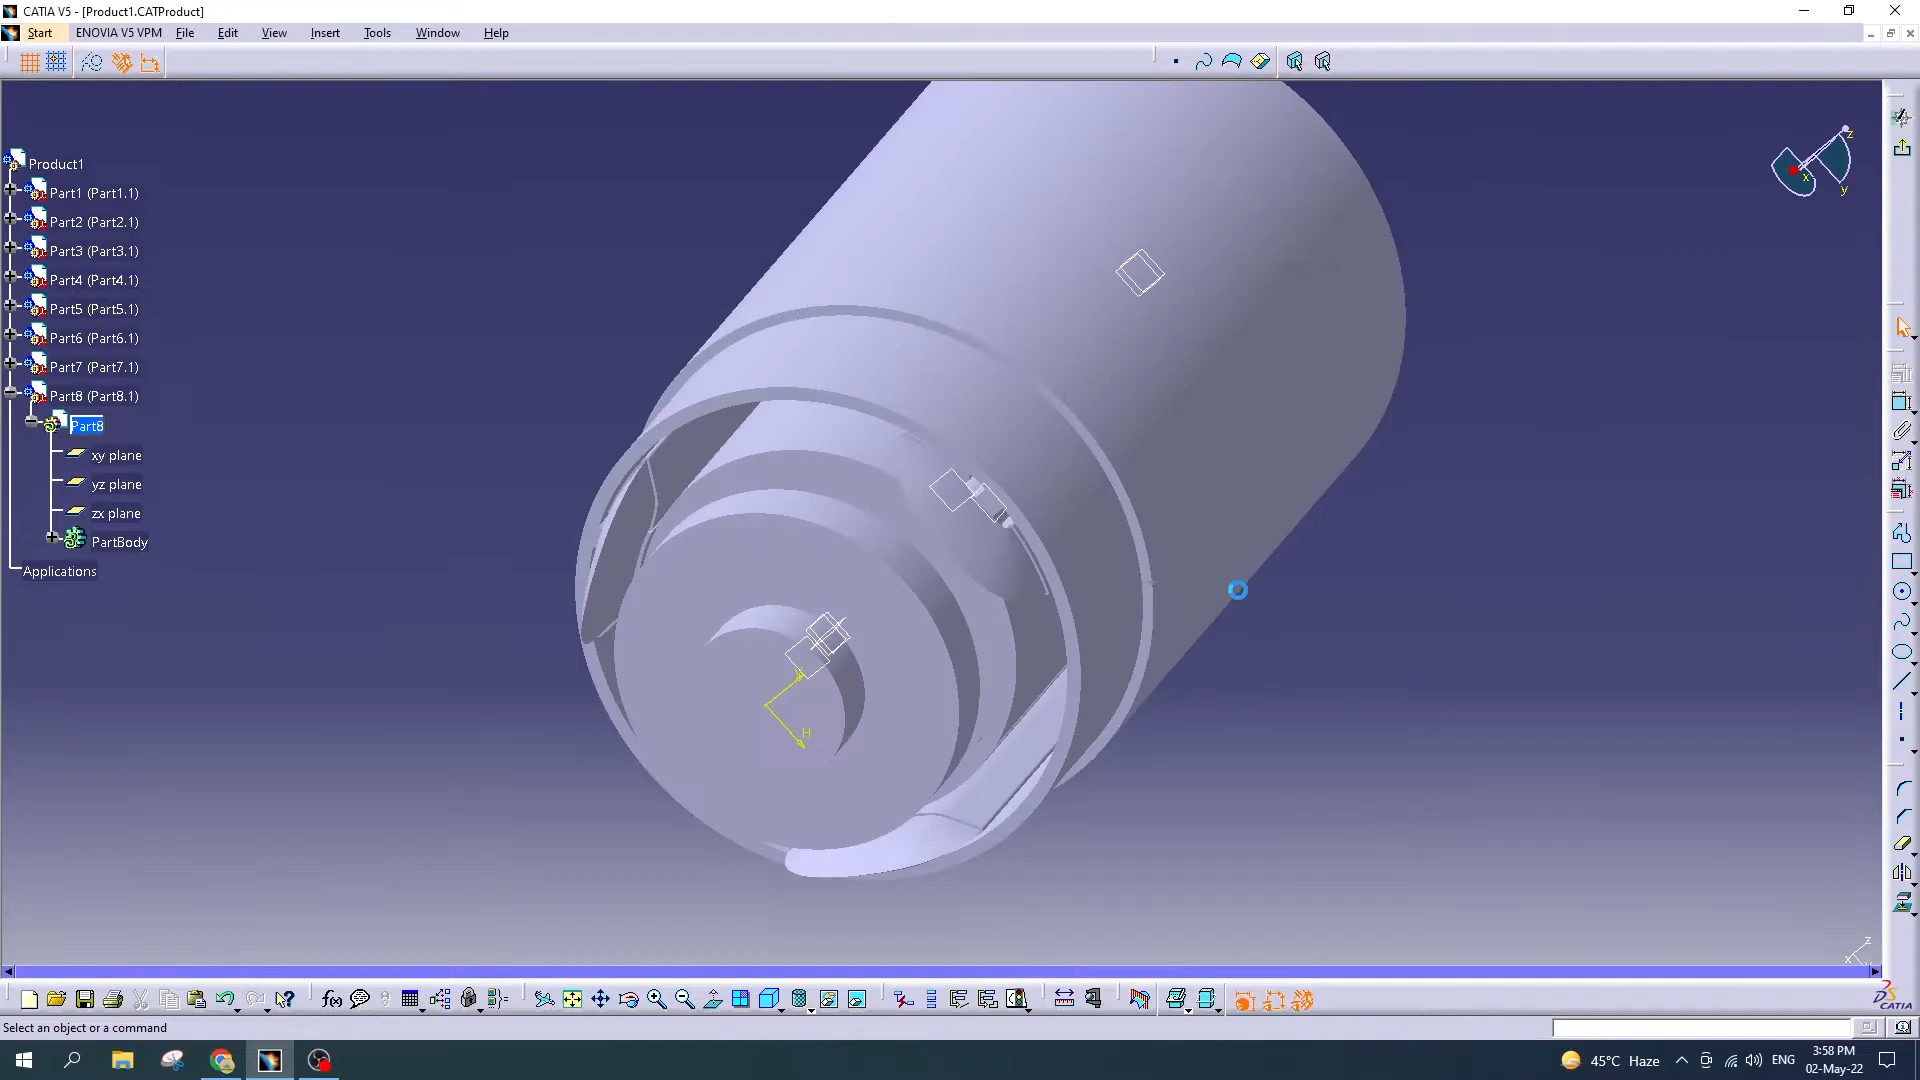 CATIA V5 - [Product1.CATProduct]
Start ENOVIA V5 VPM File Edit View Insert Tools Window Help
Product1
Part1 (Part1.1)
Part2 (Part2.1)
Part3 (Part3.1)
Part4 (Part4.1)
Part5 (Part5.1)
Part6 (Part6.1)
Part7 (Part7.1)
Part8 (Part8.1)
Part8
xy plane
yz plane
zx plane
PartBody
Applications
z
x
y
H
z
x
f(x)
CATIA
Select an object or a command
45°C Haze
ENG
3:58 PM
02-May-22